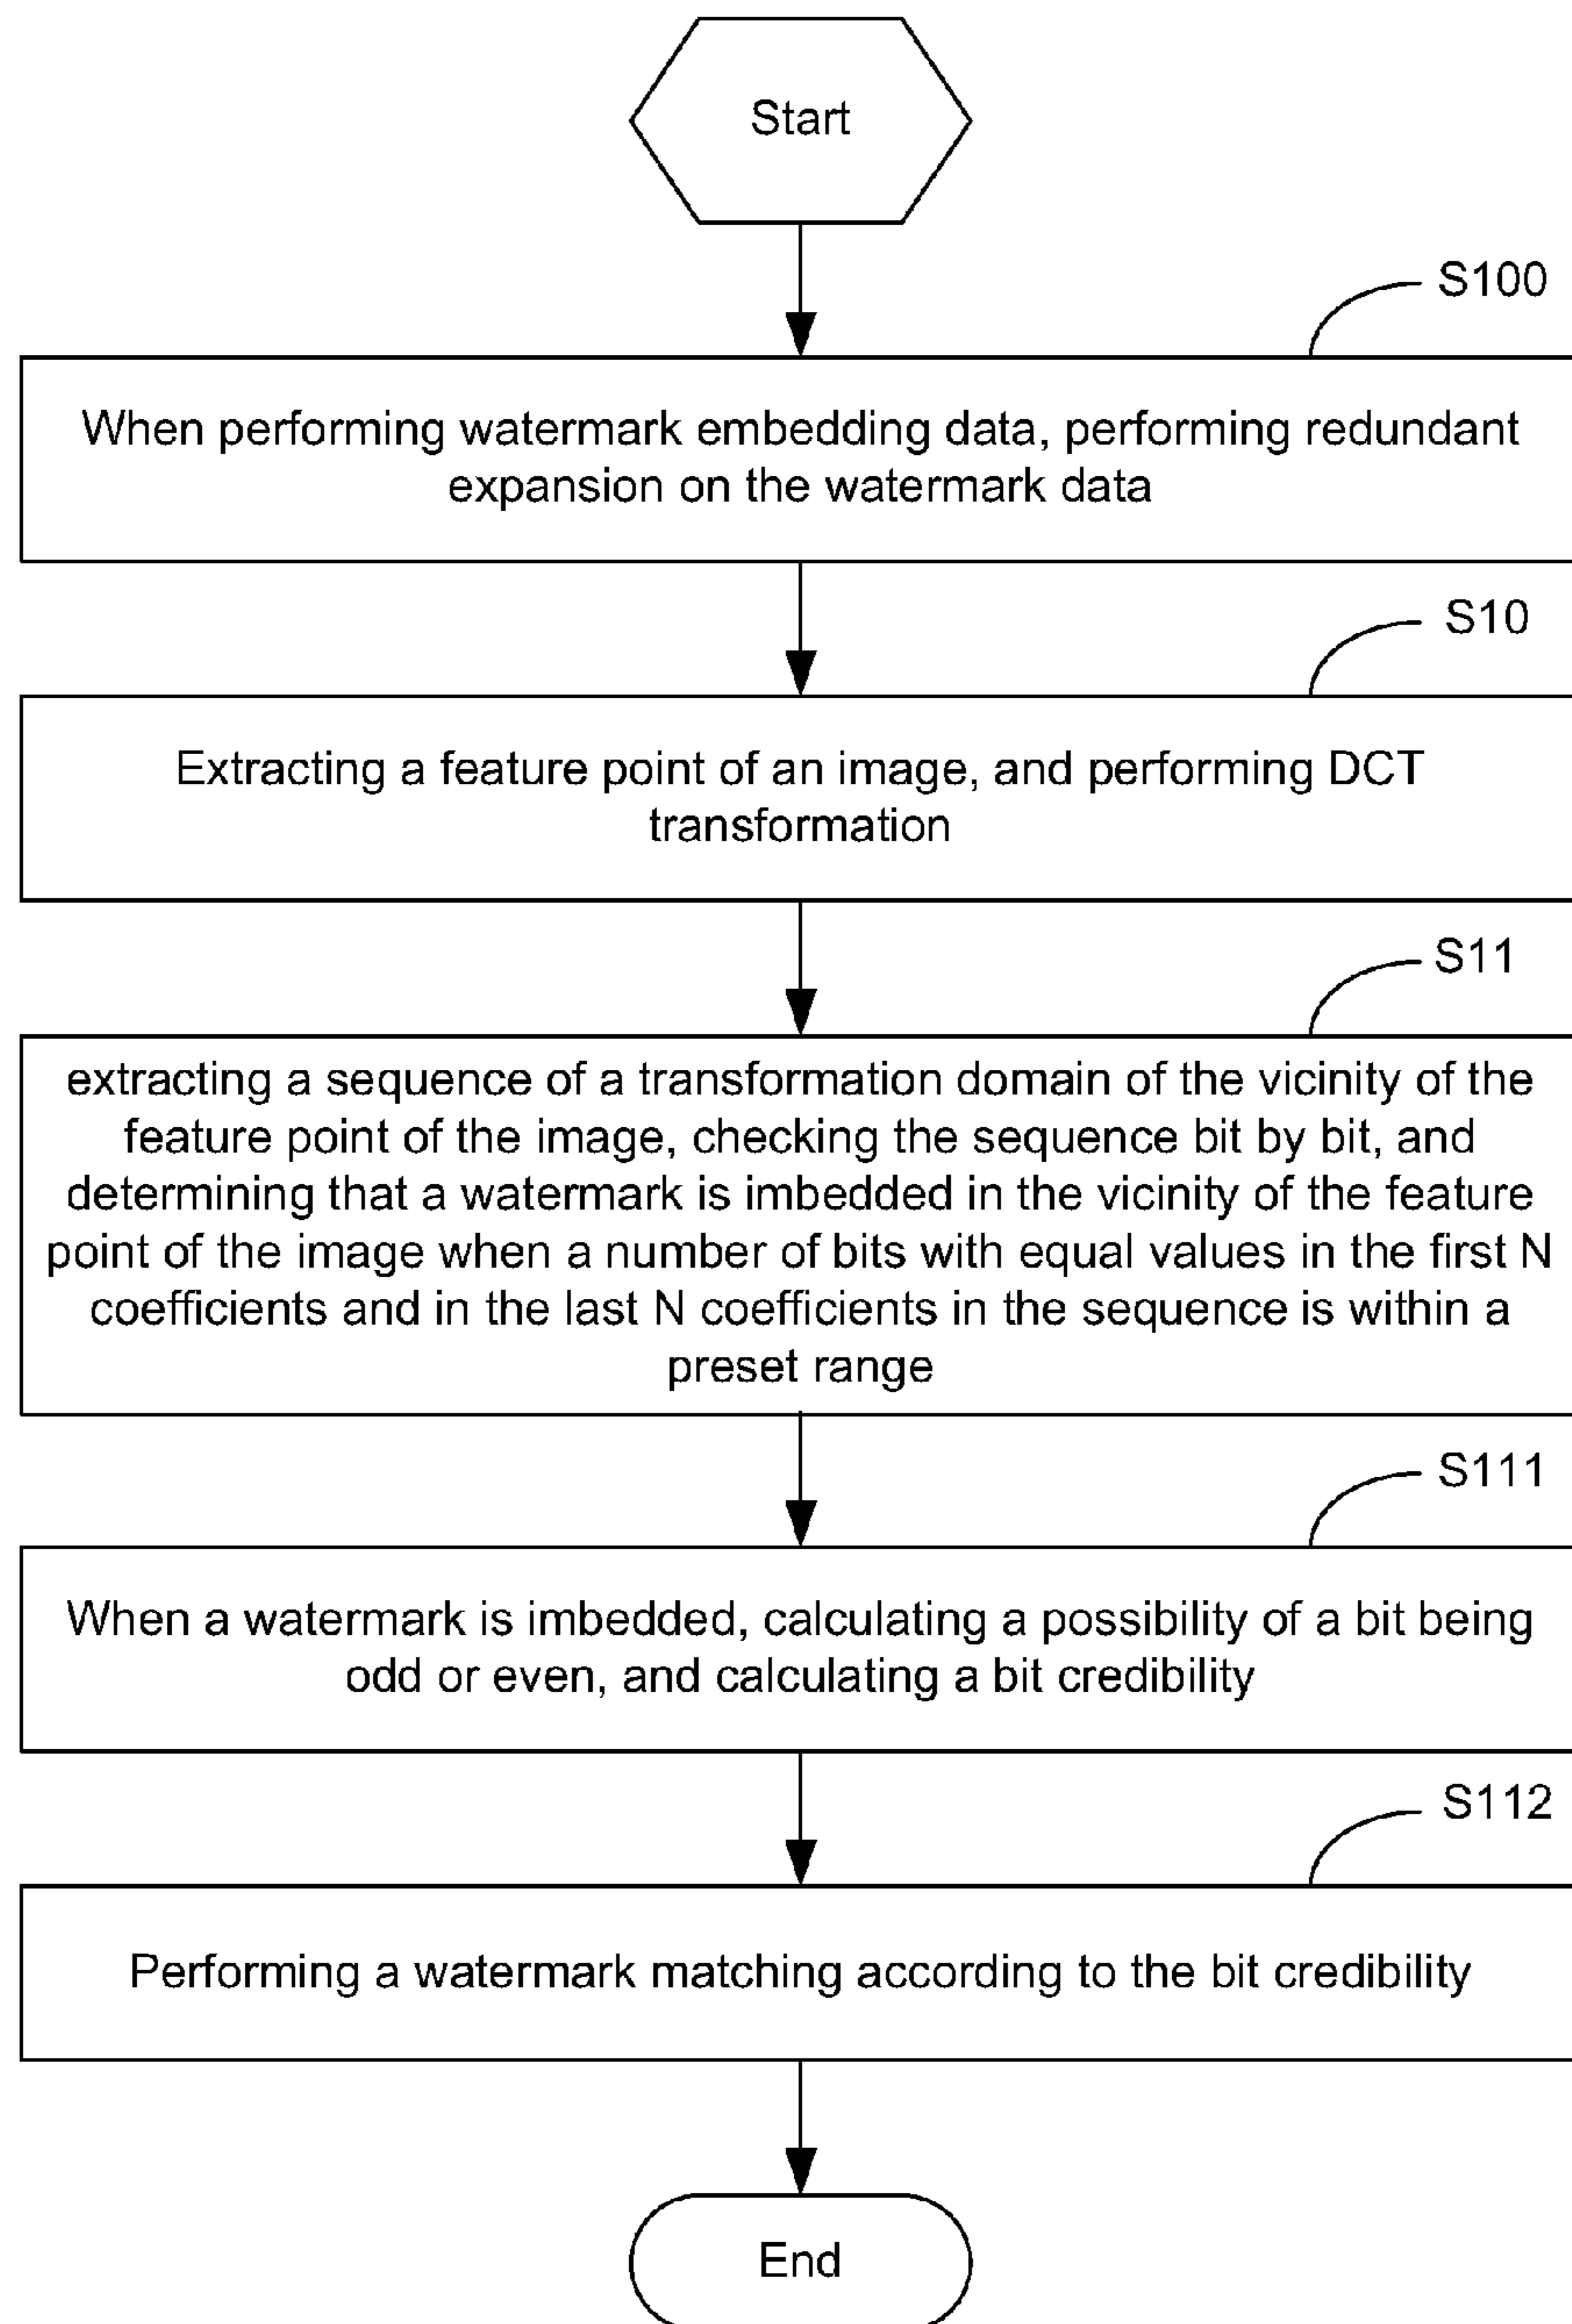 Start
S100
When performing watermark embedding data, performing redundant
expansion on the watermark data
S10
Extracting a feature point of an image, and performing DCT
transformation
S11
extracting a sequence of a transformation domain of the vicinity of the
feature point of the image, checking the sequence bit by bit, and
determining that a watermark is imbedded in the vicinity of the feature
point of the image when a number of bits with equal values in the first N
coefficients and in the last N coefficients in the sequence is within a
preset range
S111
When a watermark is imbedded, calculating a possibility of a bit being
odd or even, and calculating a bit credibility
S112
Performing a watermark matching according to the bit credibility
End